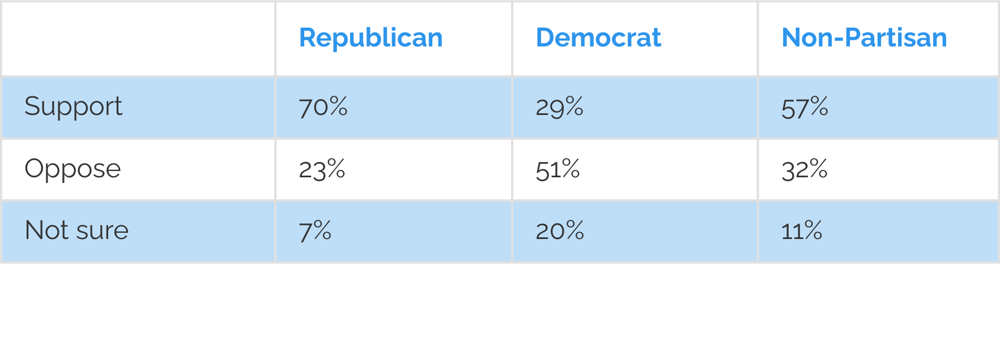 Republican Democrat Non-Partisan
Support 70% 29% 57%
Oppose 23% 51% 32%
Not sure 7% 20% 11%